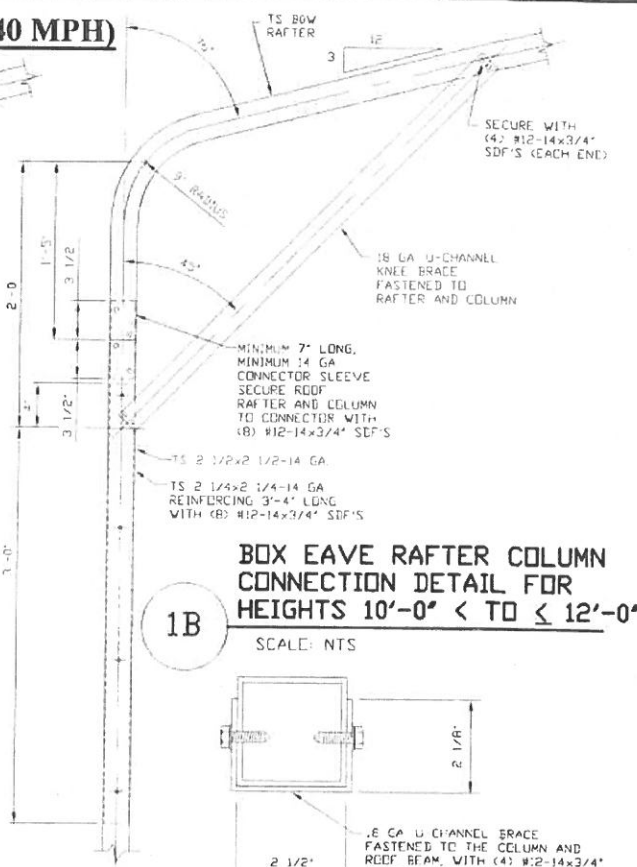 40 MPH)
TS BOW
RAFTER
12
3
SECURE WITH
(4) #12-14x3/4"
SDF'S (EACH END)
9" RADIUS
18 GA U-CHANNEL
KNEE BRACE
FASTENED TO
RAFTER AND COLUMN
45°
2'-0
1'-5"
3 1/2"
3 1/2"
MINIMUM 7" LONG,
MINIMUM 14 GA
CONNECTOR SLEEVE
SECURE ROOF
RAFTER AND COLUMN
TO CONNECTOR WITH
(8) #12-14x3/4" SDF'S
TS 2 1/2x2 1/2-14 GA
TS 2 1/4x2 1/4-14 GA
REINFORCING 3'-4" LONG
WITH (8) #12-14x3/4" SDF'S
BOX EAVE RAFTER COLUMN
CONNECTION DETAIL FOR
HEIGHTS 10'-0" < TO ≤ 12'-0"
1B
SCALE: NTS
2 1/8"
2 1/2"
GA U CHANNEL BRACE
FASTENED TO THE COLUMN AND
ROOF BEAM, WITH (4) #12-14x3/4"